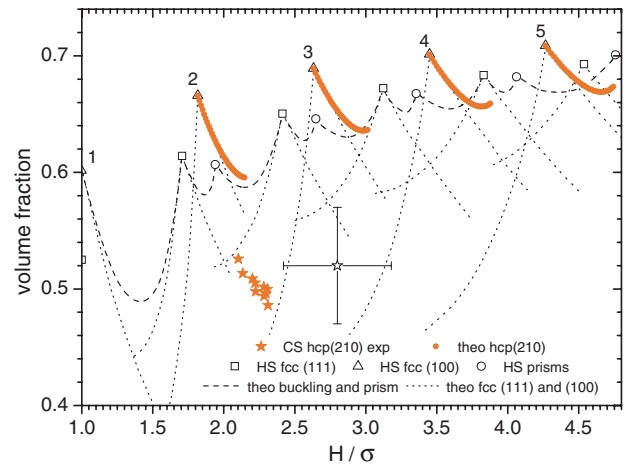 volume fraction
0.7
0.6
0.5
0.4
1
2
3
4
5
CS hcp(210) exp
theo hcp(210)
HS fcc (111)
HS fcc (100)
HS prisms
theo buckling and prism
theo fcc (111) and (100)
1.0 1.5 2.0 2.5 3.0 3.5 4.0 4.5
H / σ